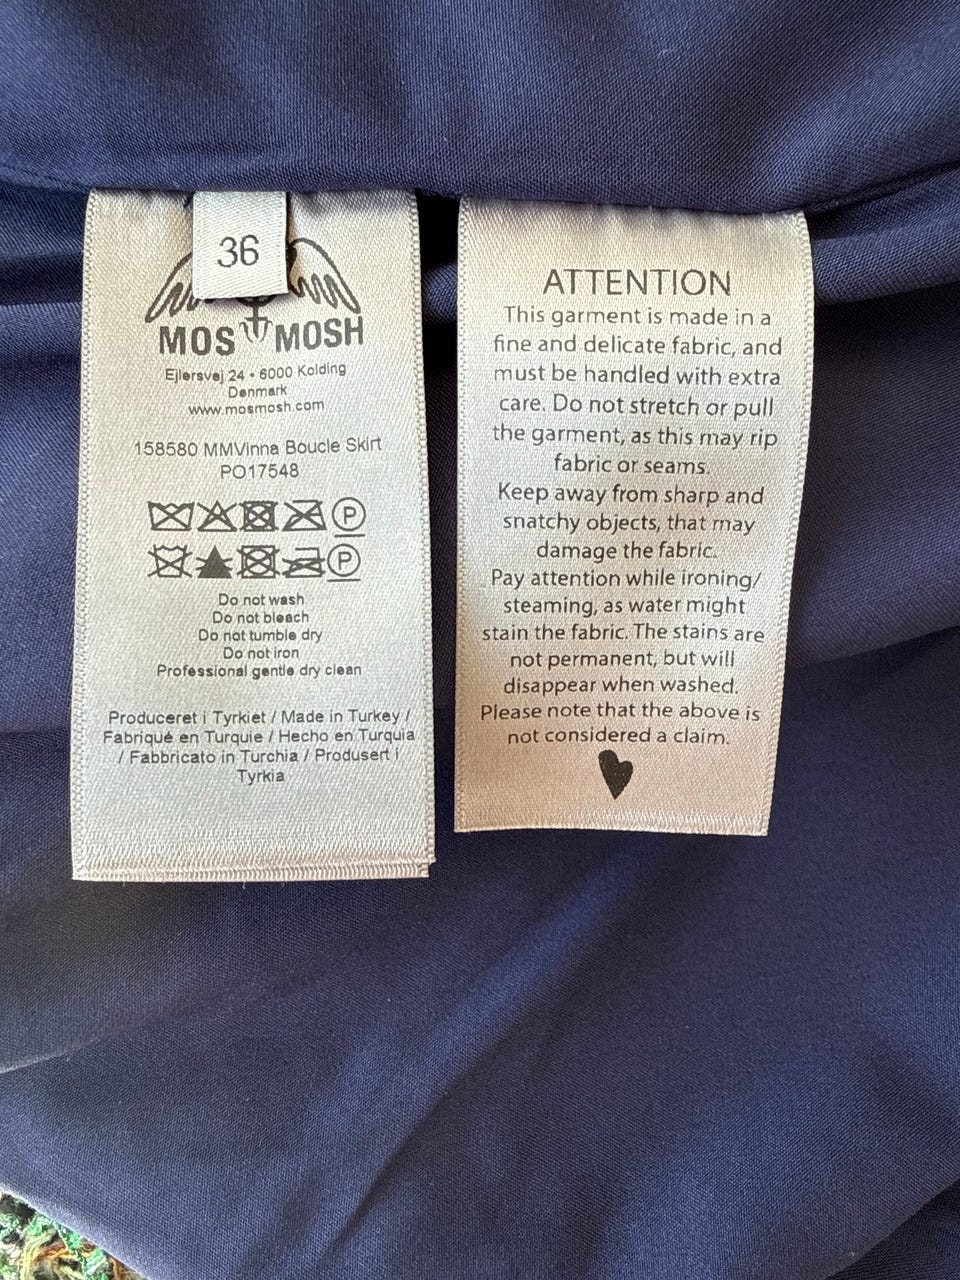 36
MOS MOSH
Ejlersvej 24 • 6000 Kolding
Denmark
www.mosmosh.com
158580 MMVinna Boucle Skirt
PO17548
P
P
Do not wash
Do not bleach
Do not tumble dry
Do not iron
Professional gentle dry clean
Produceret i Tyrkiet / Made in Turkey /
Fabriqué en Turquie / Hecho en Turquia
/ Fabbricato in Turchia / Produsert i
Tyrkia
ATTENTION
This garment is made in a
fine and delicate fabric, and
must be handled with extra
care. Do not stretch or pull
the garment, as this may rip
fabric or seams.
Keep away from sharp and
snatchy objects, that may
damage the fabric.
Pay attention while ironing/
steaming, as water might
stain the fabric. The stains are
not permanent, but will
disappear when washed.
Please note that the above is
not considered a claim.